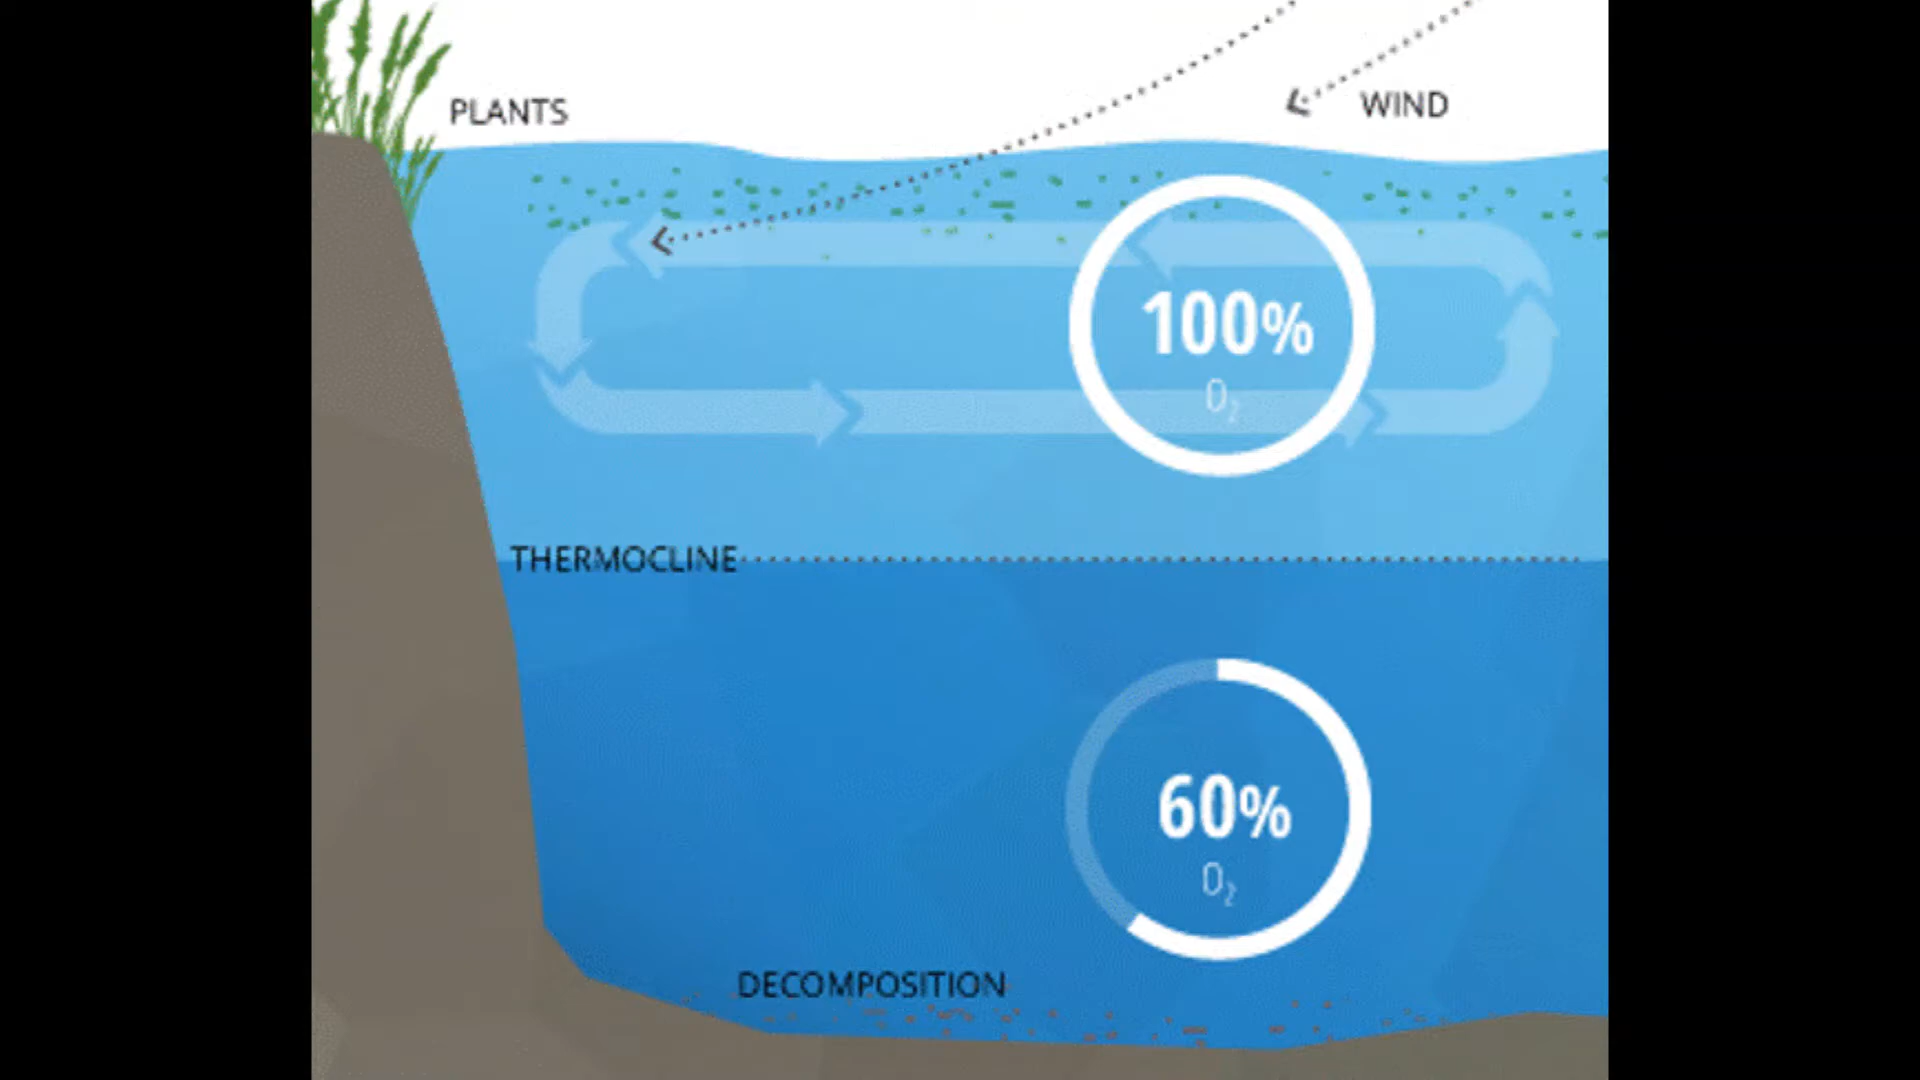 PLANTS
WIND
100%
O₂
THERMOCLINE
60%
O₂
DECOMPOSITION